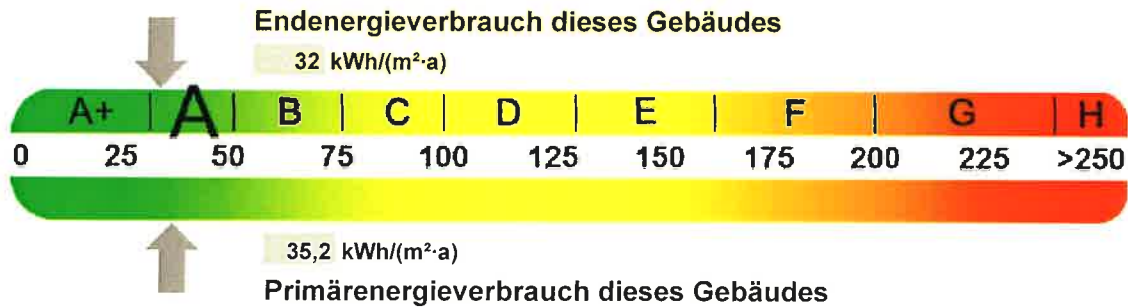 Endenergieverbrauch dieses Gebäudes
32 kWh/(m²·a)
A+ A B C D E F G H
0 25 50 75 100 125 150 175 200 225 >250
35,2 kWh/(m²·a)
Primärenergieverbrauch dieses Gebäudes